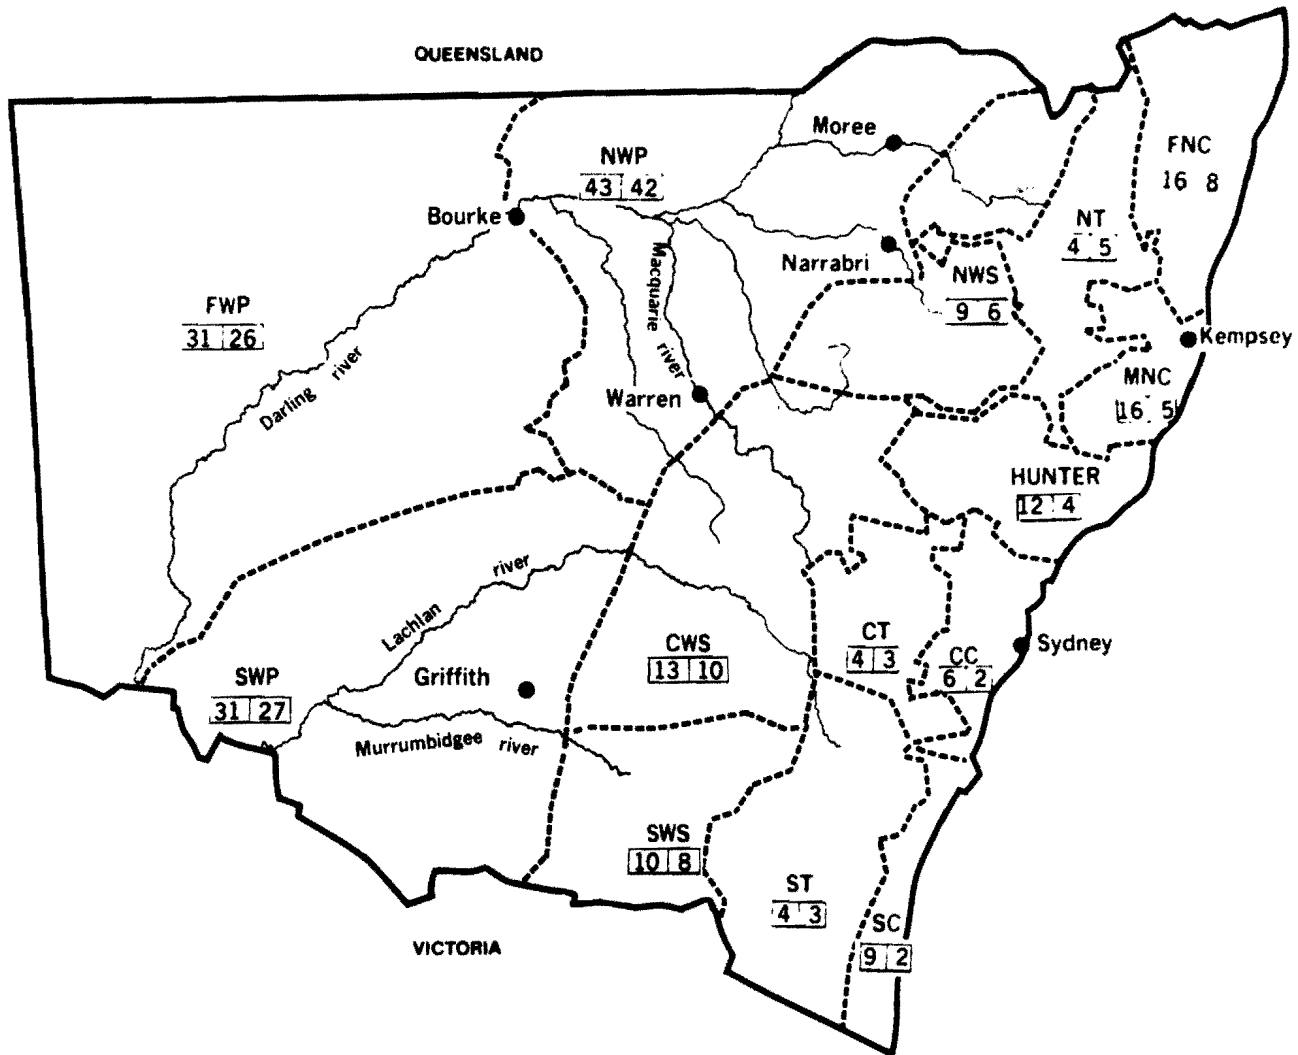 QUEENSLAND
Moree
FNC
16 8
NWP
43 42
Bourke
NT
4 5
Narrabri
NWS
9 6
Macquarie
river
FWP
31 26
Kempsey
Darling river
MNC
16 5
Warren
HUNTER
12 4
Lachlan river
CWS
13 10
CT
4 3
CC
6 2
Sydney
SWP
31 27
Griffith
Murrumbidgee river
SWS
10 8
ST
4 3
SC
9 2
VICTORIA